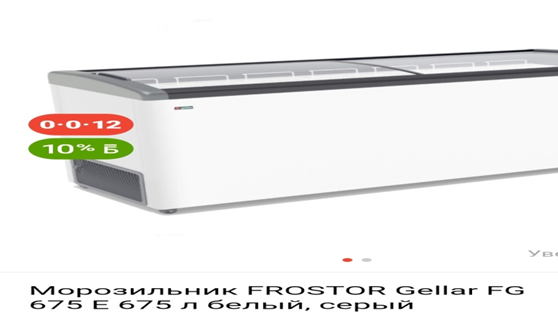 0·0·12
10% Б
Морозильник FROSTOR Gellar FG
675 E 675 л белый, серый